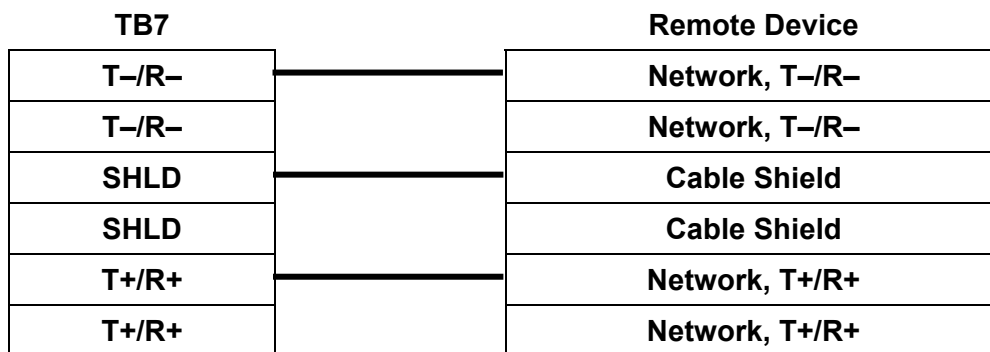 TB7 Remote Device
T–/R– Network, T–/R–
T–/R– Network, T–/R–
SHLD Cable Shield
SHLD Cable Shield
T+/R+ Network, T+/R+
T+/R+ Network, T+/R+